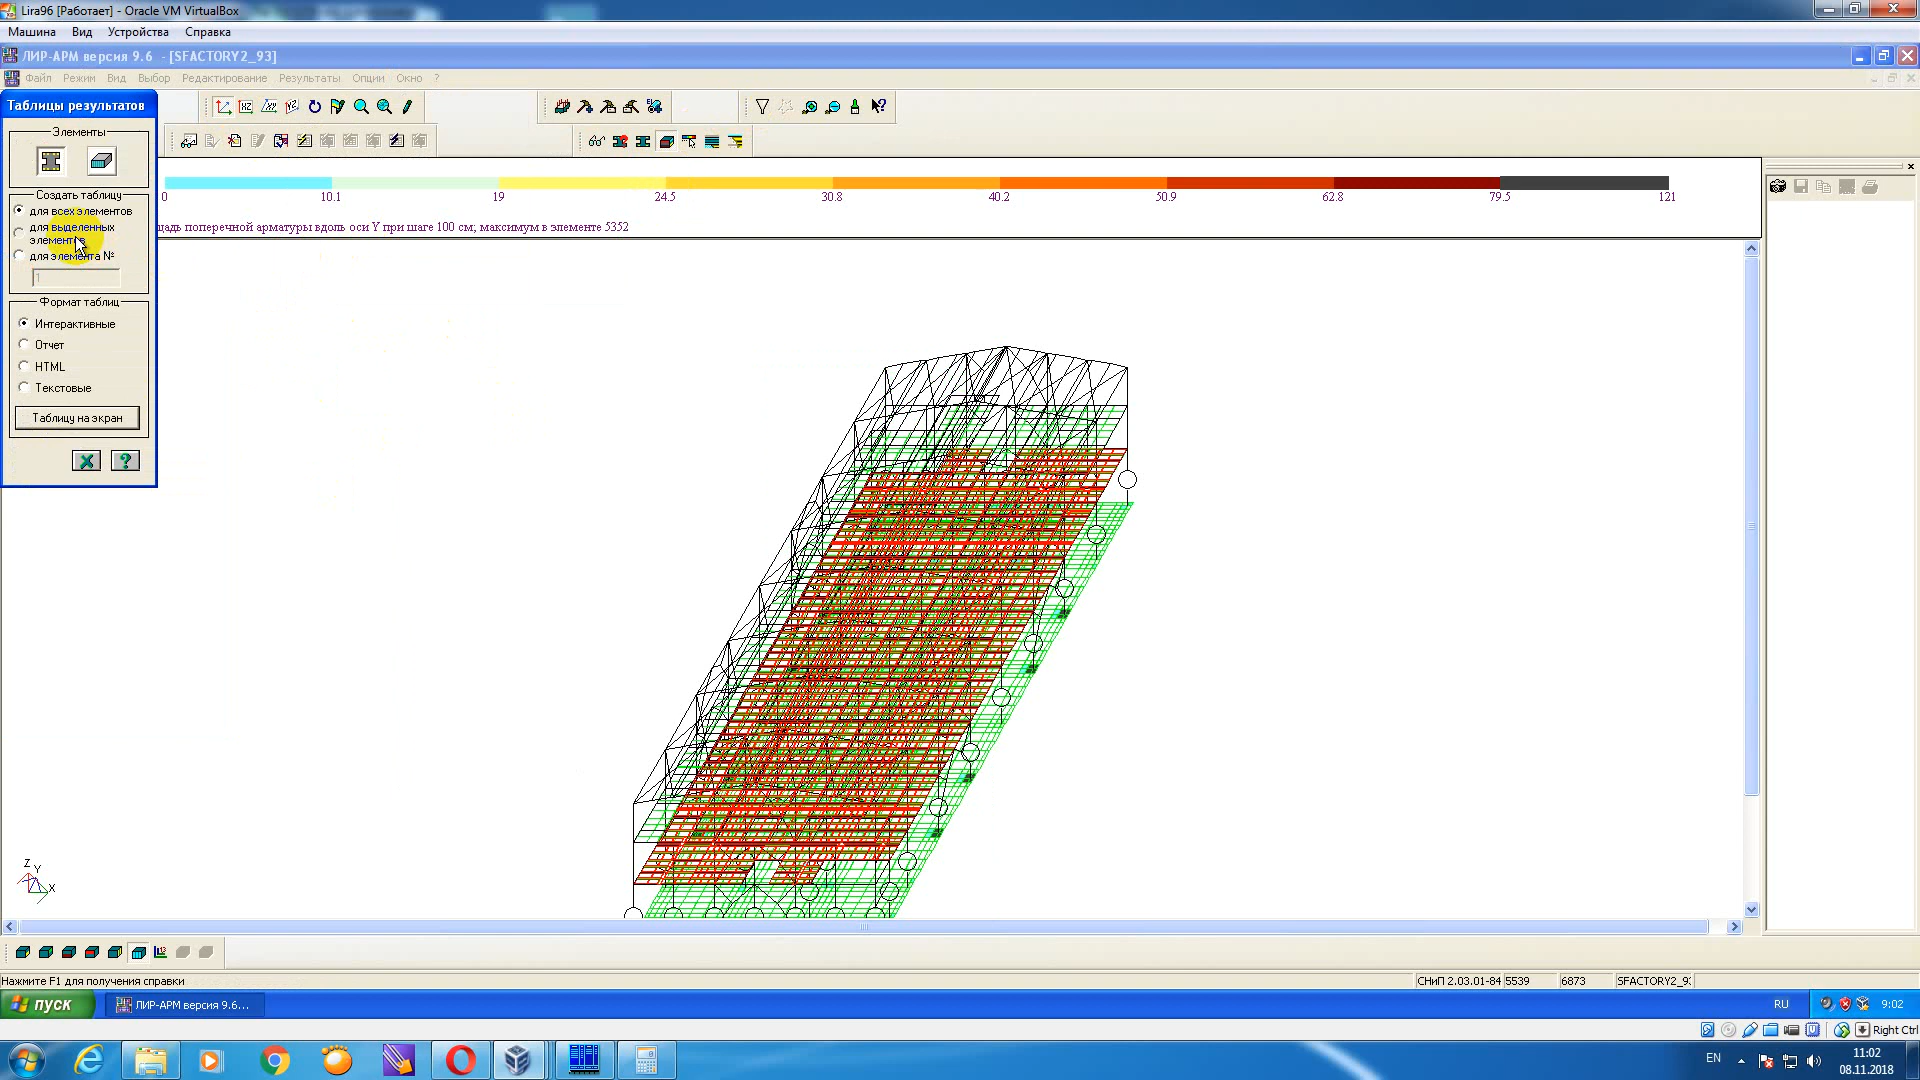 Lira96 [Работает] - Oracle VM VirtualBox
Машина Вид Устройства Справка
ЛИР-АРМ версия 9.6 - [SFACTORY2_93]
Файл Режим Вид Выбор Редактирование Результаты Опции Окно ?
Таблицы результатов
Элементы
Создать таблицу
для всех элементов
для выделенных
элементов
для элемента №
1
Формат таблиц
Интерактивные
Отчет
HTML
Текстовые
Таблицу на экран
0 10.1 19 24.5 30.8 40.2 50.9 62.8 79.5 121
щадь поперечной арматуры вдоль оси Y при шаге 100 см; максимум в элементе 5352
Z
Y
X
Нажмите F1 для получения справки
СНиП 2.03.01-84 5539 6873 SFACTORY2_9
пуск
ЛИР-АРМ версия 9.6...
RU
9:02
Right Ctrl
EN
11:02
08.11.2018